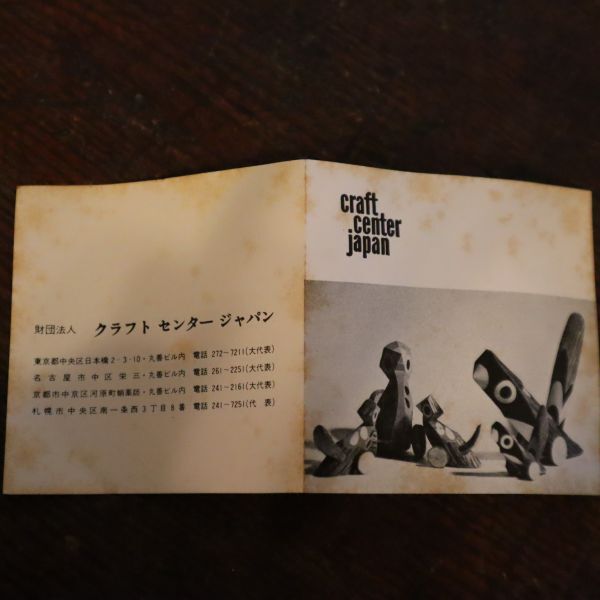 craft
center
japan
財団法人 クラフト センター ジャパン
東京都中央区日本橋2-3-10・丸善ビル内 電話 272-7211(大代表)
名古屋市中区栄三・丸善ビル内 電話 261-2251(大代表)
京都市中京区河原町蛸薬師・丸善ビル内 電話 241-2161(大代表)
札幌市中央区南一条西3丁目8番 電話 241-7251(代 表)